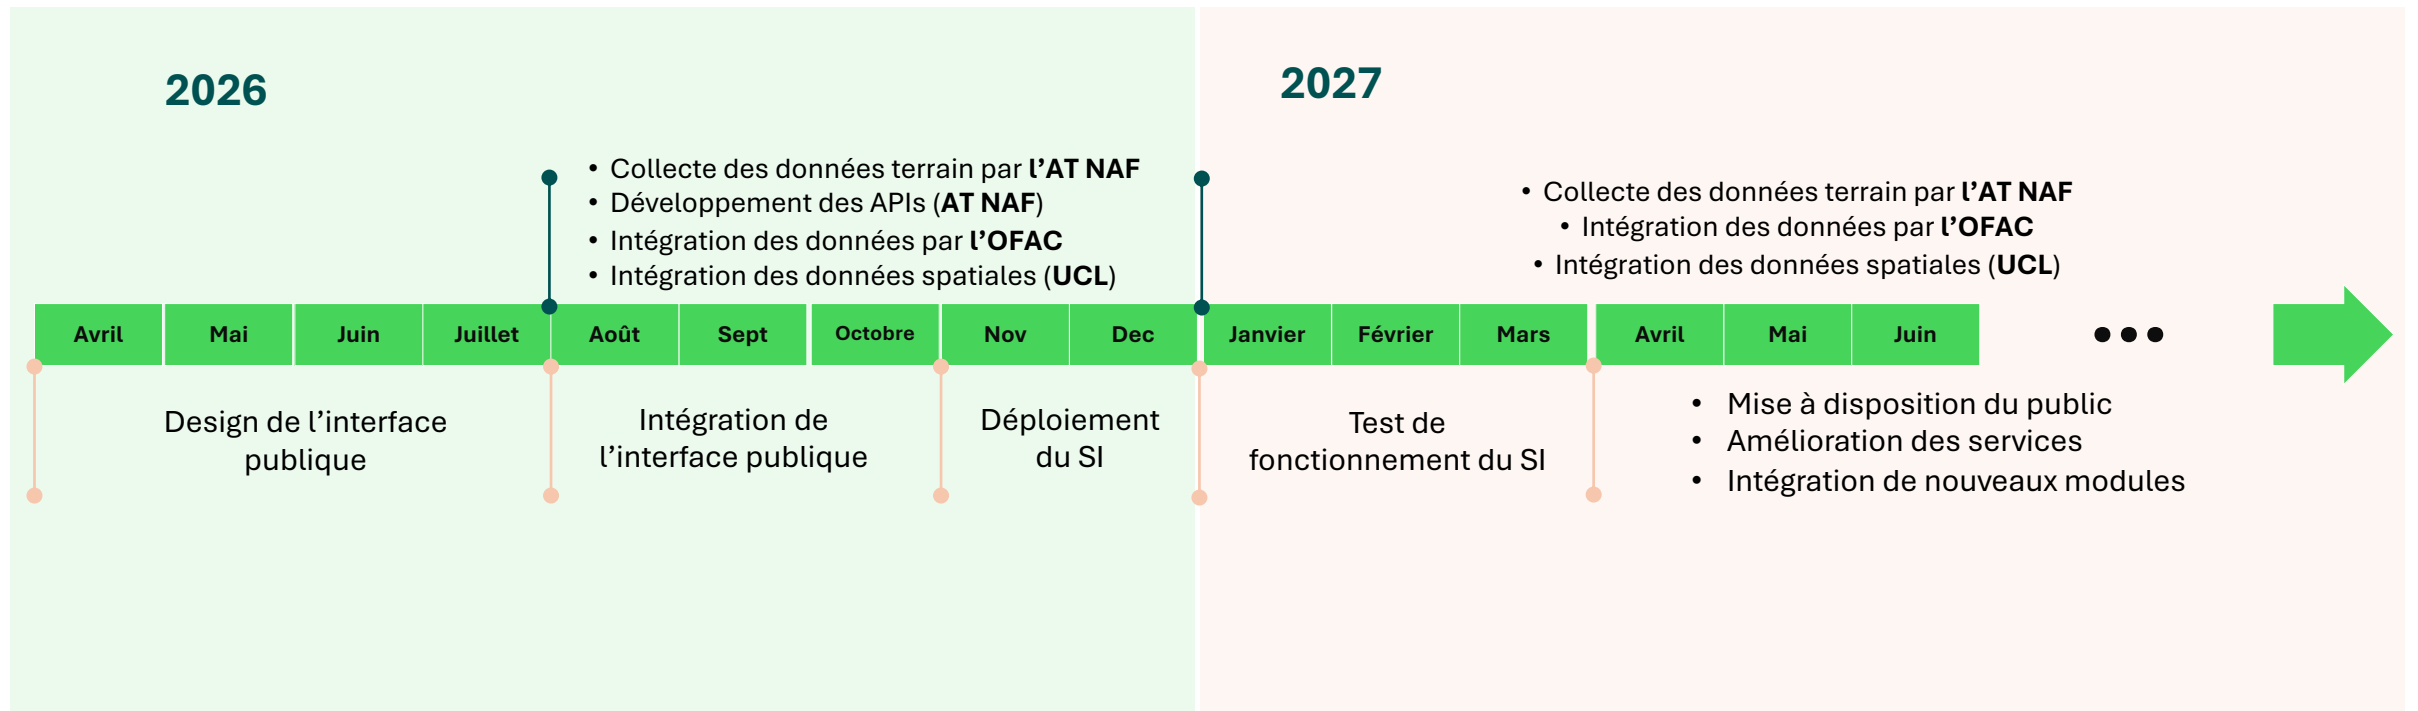 2026
2027
• Collecte des données terrain par l’AT NAF
• Développement des APIs (AT NAF)
• Intégration des données par l’OFAC
• Intégration des données spatiales (UCL)
• Collecte des données terrain par l’AT NAF
• Intégration des données par l’OFAC
• Intégration des données spatiales (UCL)
Avril
Mai
Juin
Juillet
Août
Sept
Octobre
Nov
Dec
Janvier
Février
Mars
Avril
Mai
Juin
•••
Design de l’interface
publique
Intégration de
l’interface publique
Déploiement
du SI
Test de
fonctionnement du SI
• Mise à disposition du public
• Amélioration des services
• Intégration de nouveaux modules